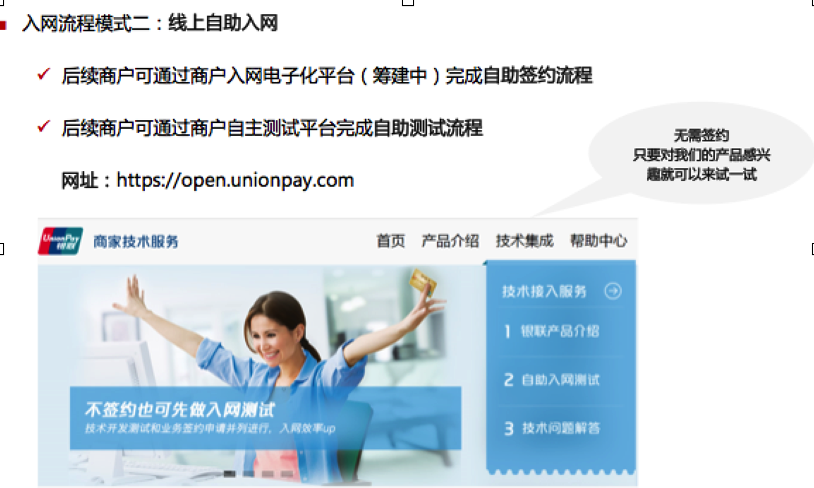 入网流程模式二：线上自助入网
后续商户可通过商户入网电子化平台（筹建中）完成自助签约流程
后续商户可通过商户自主测试平台完成自助测试流程
无需签约
只要对我们的产品感兴
趣就可以来试一试
网址：https://open.unionpay.com
UnionPay
银联
商家技术服务
首页 产品介绍 技术集成 帮助中心
技术接入服务
1 银联产品介绍
2 自助入网测试
3 技术问题解答
不签约也可先做入网测试
技术开发测试和业务签约申请并列进行，入网效率up